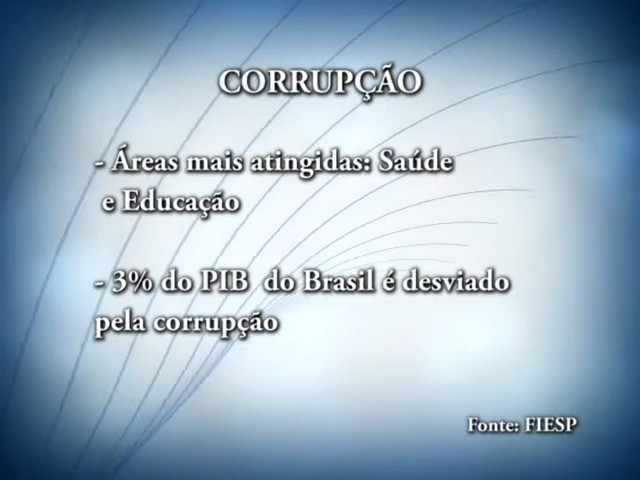 CORRUPÇÃO
- Áreas mais atingidas: Saúde
e Educação
- 3% do PIB do Brasil é desviado
pela corrupção
Fonte: FIESP